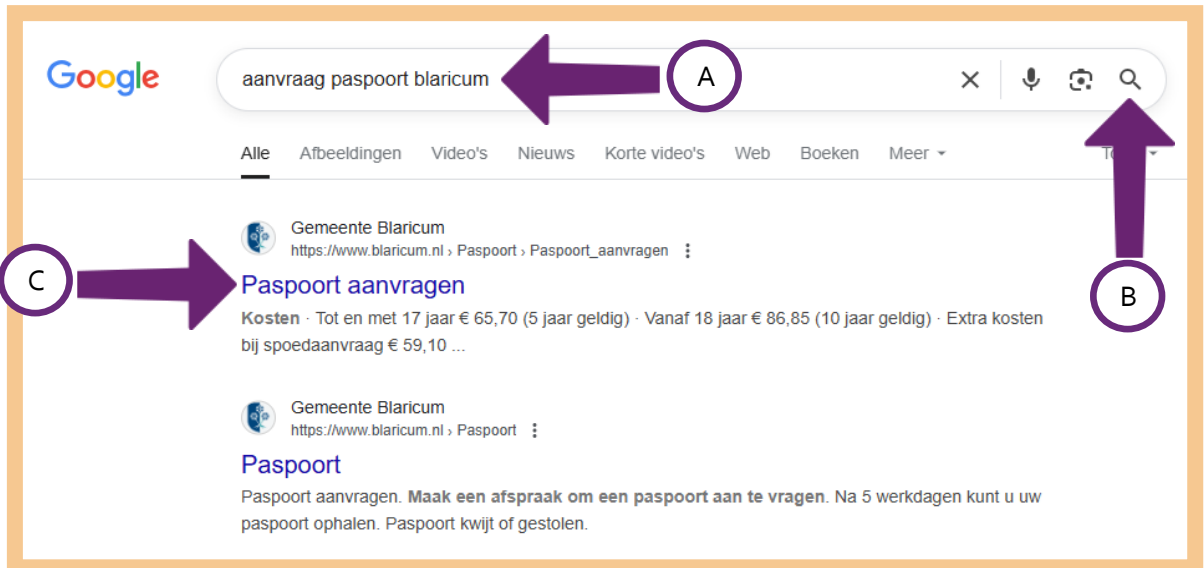 Google
aanvraag paspoort blaricum
A
Alle Afbeeldingen Video's Nieuws Korte video's Web Boeken Meer
Gemeente Blaricum
https://www.blaricum.nl › Paspoort › Paspoort_aanvragen
C
Paspoort aanvragen
B
Kosten · Tot en met 17 jaar € 65,70 (5 jaar geldig) · Vanaf 18 jaar € 86,85 (10 jaar geldig) · Extra kosten
bij spoedaanvraag € 59,10 ...
Gemeente Blaricum
https://www.blaricum.nl › Paspoort
Paspoort
Paspoort aanvragen. Maak een afspraak om een paspoort aan te vragen. Na 5 werkdagen kunt u uw
paspoort ophalen. Paspoort kwijt of gestolen.